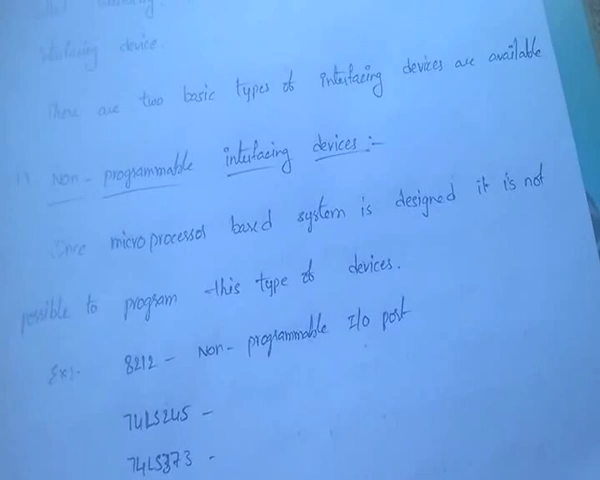 interfacing device.
There are two basic types of interfacing devices are available
1) Non-programmable interfacing devices :-
Once microprocessor based system is designed it is not
possible to program this type of devices.
Ex:- 8212 - Non-programmable I/o port
74LS245 -
74LS373 -